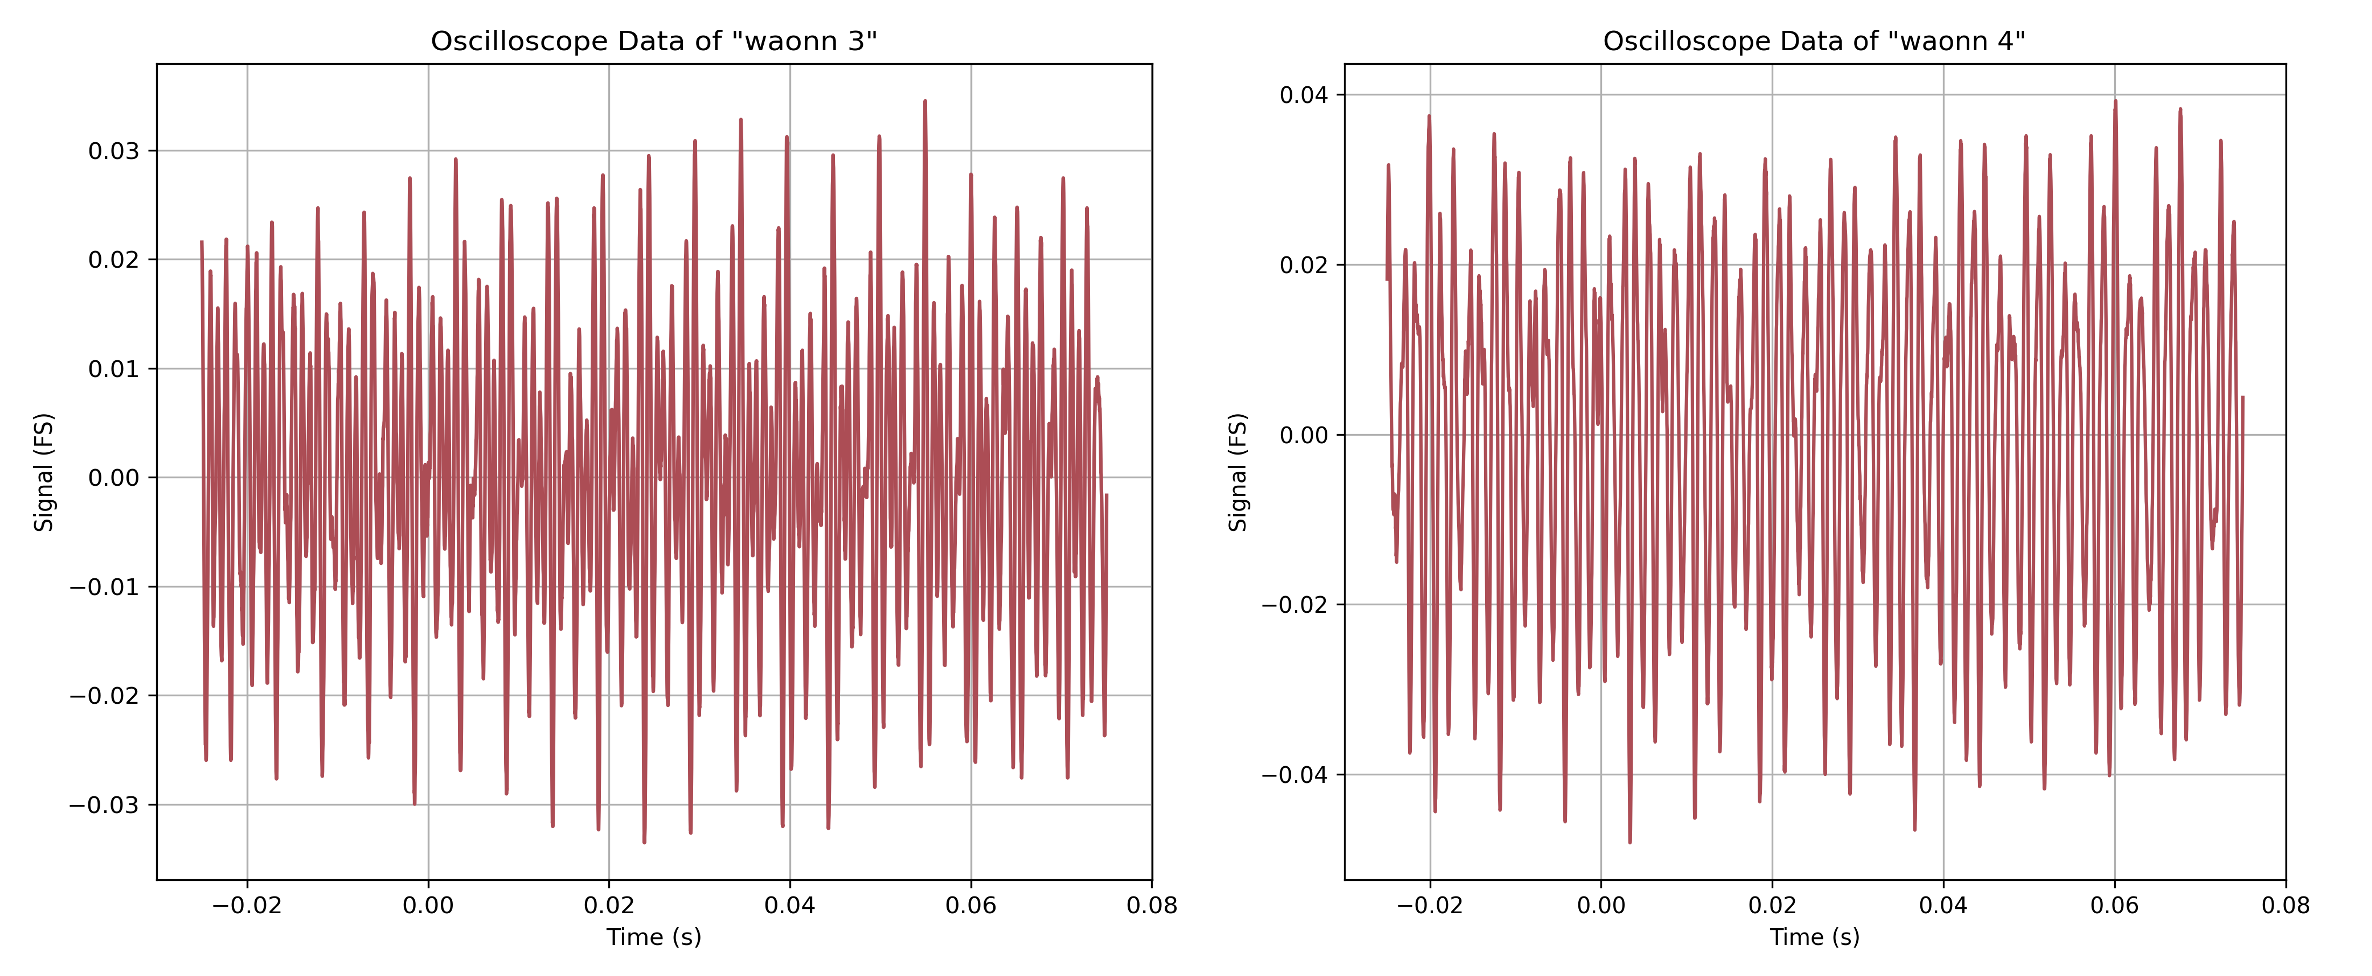 Oscilloscope Data of "waonn 3"
0.03
0.02
0.01
0.00
−0.01
−0.02
−0.03
Signal (FS)
−0.02 0.00 0.02 0.04 0.06 0.08
Time (s)
Oscilloscope Data of "waonn 4"
0.04
0.02
0.00
−0.02
−0.04
Signal (FS)
−0.02 0.00 0.02 0.04 0.06 0.08
Time (s)